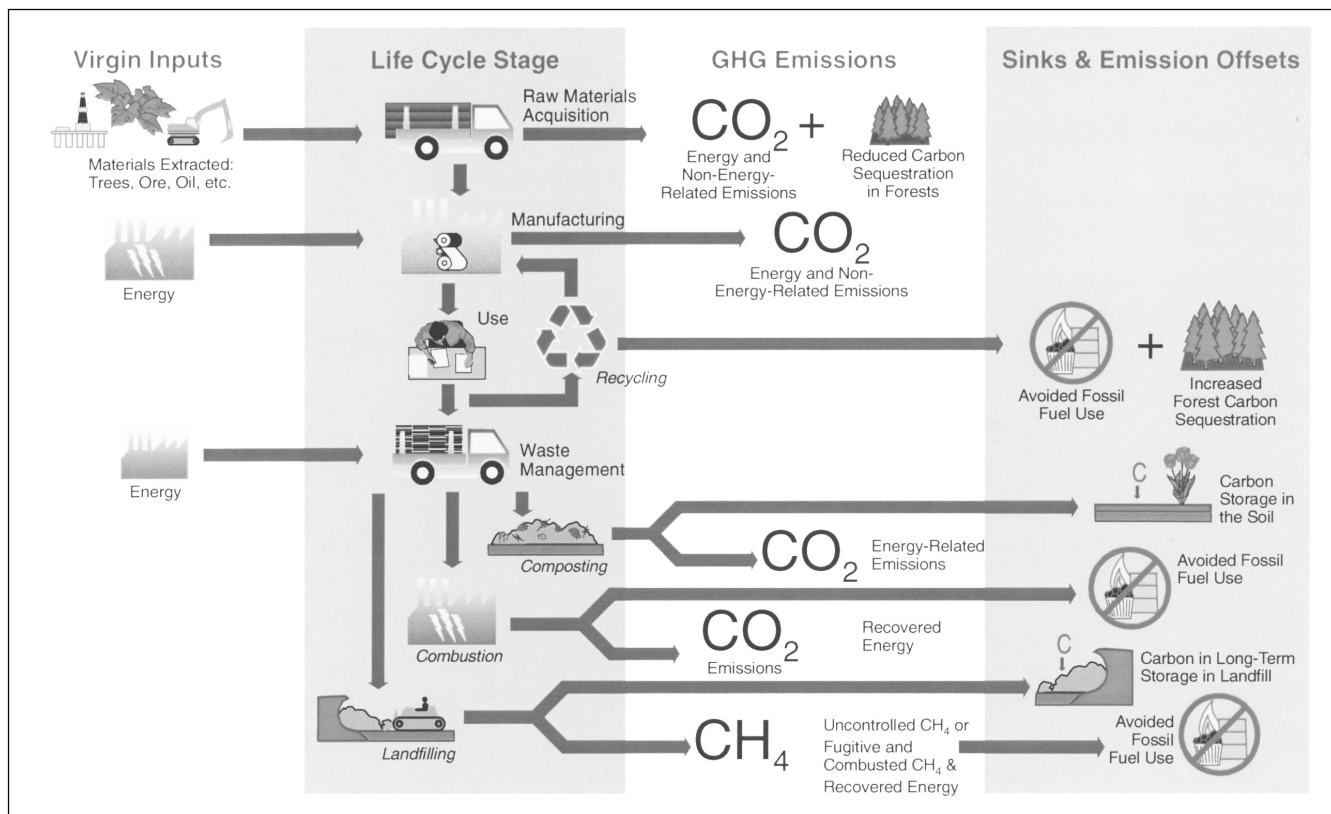 Virgin Inputs
Life Cycle Stage
GHG Emissions
Sinks & Emission Offsets
Materials Extracted:
Trees, Ore, Oil, etc.
Raw Materials
Acquisition
CO2
+
Energy and
Non-Energy-
Related Emissions
Reduced Carbon
Sequestration
in Forests
Energy
Manufacturing
CO2
Energy and Non-
Energy-Related Emissions
Use
Recycling
Avoided Fossil
Fuel Use
+
Increased
Forest Carbon
Sequestration
Energy
Waste
Management
Composting
CO2
Energy-Related
Emissions
C
Carbon
Storage in
the Soil
Combustion
CO2
Emissions
Recovered
Energy
Avoided Fossil
Fuel Use
Landfilling
C
Carbon in Long-Term
Storage in Landfill
CH4
Uncontrolled CH4 or
Fugitive and
Combusted CH4 &
Recovered Energy
Avoided
Fossil
Fuel Use